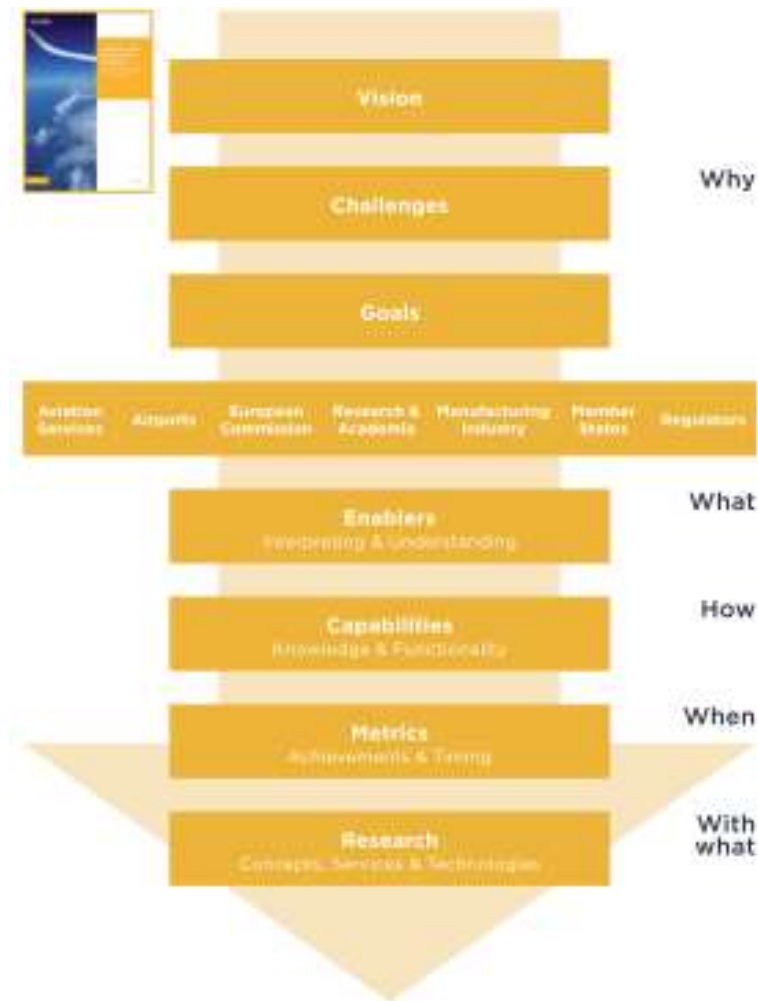 Vision
Why
Challenges
Goals
Aviation Services
Airports
European Commission
Research & Academia
Manufacturing Industry
Member States
Regulators
What
Enablers
Interpreting & Understanding
How
Capabilities
Knowledge & Functionality
When
Metrics
Achievements & Timing
With what
Research
Concepts, Services & Technologies